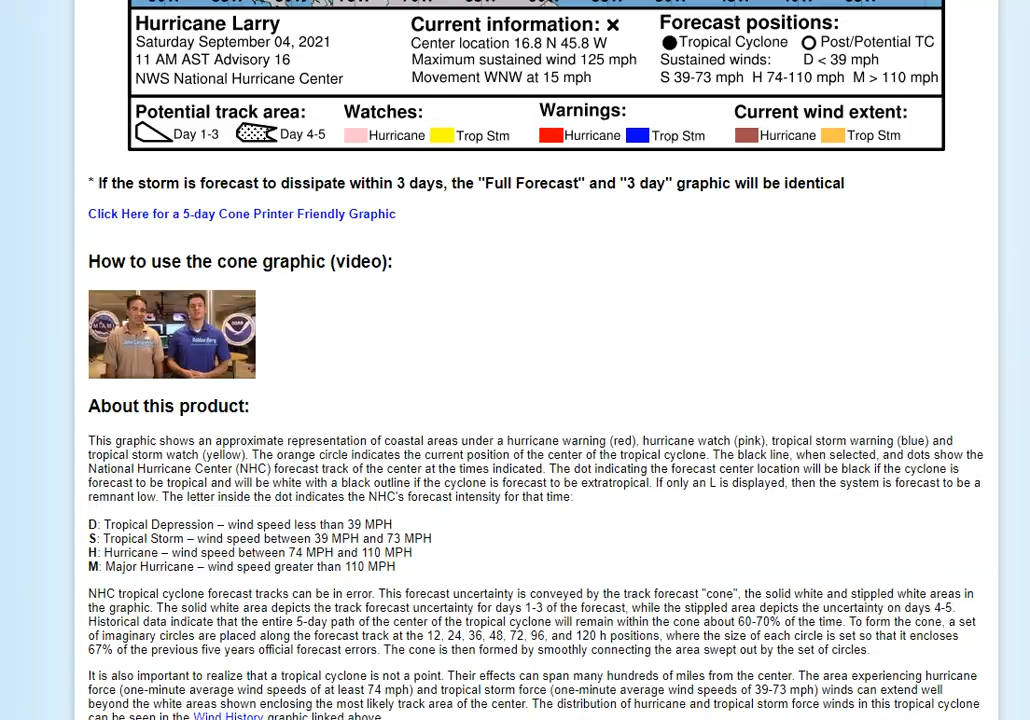 Hurricane Larry
Saturday September 04, 2021
11 AM AST Advisory 16
NWS National Hurricane Center
Current information: ×
Center location 16.8 N 45.8 W
Maximum sustained wind 125 mph
Movement WNW at 15 mph
Forecast positions:
Tropical Cyclone Post/Potential TC
Sustained winds: D < 39 mph
S 39-73 mph H 74-110 mph M > 110 mph
Potential track area:
Day 1-3 Day 4-5
Watches:
Hurricane Trop Stm
Warnings:
Hurricane Trop Stm
Current wind extent:
Hurricane Trop Stm
* If the storm is forecast to dissipate within 3 days, the "Full Forecast" and "3 day" graphic will be identical
Click Here for a 5-day Cone Printer Friendly Graphic
How to use the cone graphic (video):
About this product:
This graphic shows an approximate representation of coastal areas under a hurricane warning (red), hurricane watch (pink), tropical storm warning (blue) and
tropical storm watch (yellow). The orange circle indicates the current position of the center of the tropical cyclone. The black line, when selected, and dots show the
National Hurricane Center (NHC) forecast track of the center at the times indicated. The dot indicating the forecast center location will be black if the cyclone is
forecast to be tropical and will be white with a black outline if the cyclone is forecast to be extratropical. If only an L is displayed, then the system is forecast to be a
remnant low. The letter inside the dot indicates the NHC's forecast intensity for that time:
D: Tropical Depression – wind speed less than 39 MPH
S: Tropical Storm – wind speed between 39 MPH and 73 MPH
H: Hurricane – wind speed between 74 MPH and 110 MPH
M: Major Hurricane – wind speed greater than 110 MPH
NHC tropical cyclone forecast tracks can be in error. This forecast uncertainty is conveyed by the track forecast "cone", the solid white and stippled white areas in
the graphic. The solid white area depicts the track forecast uncertainty for days 1-3 of the forecast, while the stippled area depicts the uncertainty on days 4-5.
Historical data indicate that the entire 5-day path of the center of the tropical cyclone will remain within the cone about 60-70% of the time. To form the cone, a set
of imaginary circles are placed along the forecast track at the 12, 24, 36, 48, 72, 96, and 120 h positions, where the size of each circle is set so that it encloses
67% of the previous five years official forecast errors. The cone is then formed by smoothly connecting the area swept out by the set of circles.
It is also important to realize that a tropical cyclone is not a point. Their effects can span many hundreds of miles from the center. The area experiencing hurricane
force (one-minute average wind speeds of at least 74 mph) and tropical storm force (one-minute average wind speeds of 39-73 mph) winds can extend well
beyond the white areas shown enclosing the most likely track area of the center. The distribution of hurricane and tropical storm force winds in this tropical cyclone
can be seen in the Wind History graphic linked above.